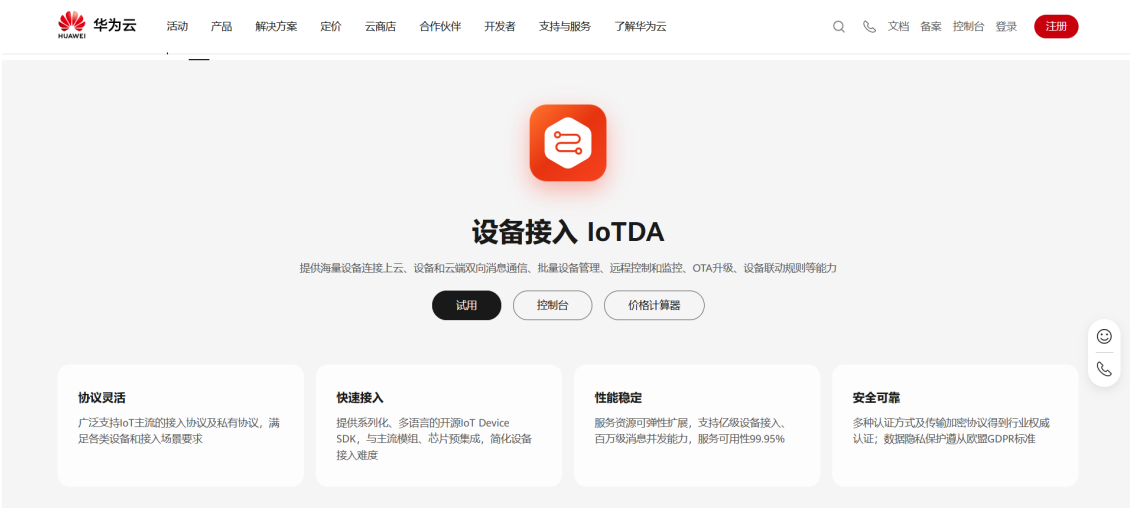 HUAWEI 华为云 活动 产品 解决方案 定价 云商店 合作伙伴 开发者 支持与服务 了解华为云 文档 备案 控制台 登录 注册
设备接入 IoTDA
提供海量设备连接上云、设备和云端双向消息通信、批量设备管理、远程控制和监控、OTA升级、设备联动规则等能力
试用 控制台 价格计算器
协议灵活
广泛支持IoT主流的接入协议及私有协议，满
足各类设备和接入场景要求
快速接入
提供系列化、多语言的开源IoT Device
SDK，与主流模组、芯片预集成，简化设备
接入难度
性能稳定
服务资源可弹性扩展，支持亿级设备接入、
百万级消息并发能力，服务可用性99.95%
安全可靠
多种认证方式及传输加密协议得到行业权威
认证；数据隐私保护遵从欧盟GDPR标准